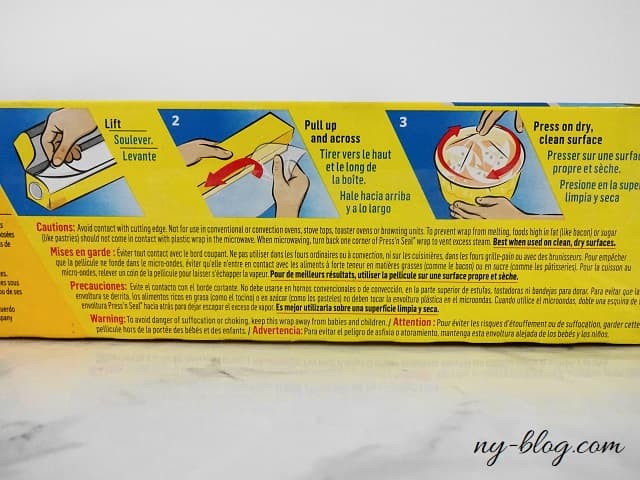 Lift
Soulever.
Levante
2
Pull up
and across
Tirer vers le haut
et le long de
la boîte.
Hale hacia arriba
y a lo largo
3
Press on dry,
clean surface
Presser sur une
propre et sèche.
Presione en la
limpia y seca
Cautions: Avoid contact with cutting edge. Not for use in conventional or convection ovens, stove tops, toaster ovens or browning units. To prevent wrap from melting, foods high in fat (like bacon) or sugar
(like pastries) should not come in contact with plastic wrap in the microwave. When microwaving, turn back one corner of Press'n Seal® wrap to vent excess steam. Best when used on clean, dry surfaces.
Mises en garde : Éviter tout contact avec le bord coupant. Ne pas utiliser dans les fours ordinaires ou à convection, ni sur les cuisinières, dans les fours grille-pain ou avec des brunisseurs. Pour empêcher
que la pellicule ne fonde dans le micro-ondes, éviter qu'elle n'entre en contact avec les aliments à forte teneur en matières grasses (comme le bacon) ou en sucre (comme les pâtisseries). Pour la cuisson au
micro-ondes, relever un coin de la pellicule pour laisser s'échapper la vapeur. Pour de meilleurs résultats, utiliser la pellicule sur une surface propre et sèche.
Precauciones: Evite el contacto con el borde cortante. No debe usarse en hornos convencionales o de convección, en la parte superior de estufas, tostadoras ni bandejas para dorar. Para evitar que la
envoltura se derrita, los alimentos ricos en grasa (como el tocino) o en azúcar (como los pasteles) no deben tocar la envoltura plástica en el microondas. Cuando utilice el microondas, doble una esquina de
envoltura Press'n Seal® hacia atrás para dejar escapar el exceso de vapor. Es mejor utilizarla sobre una superficie limpia y seca.
Warning: To avoid danger of suffocation or choking, keep this wrap away from babies and children. / Attention : Pour éviter les risques d'étouffement ou de suffocation, garder cette
pellicule hors de la portée des bébés et des enfants. / Advertencia: Para evitar el peligro de asfixia o atoramiento, mantenga esta envoltura alejada de los bebés y los niños.
ny-blog.com